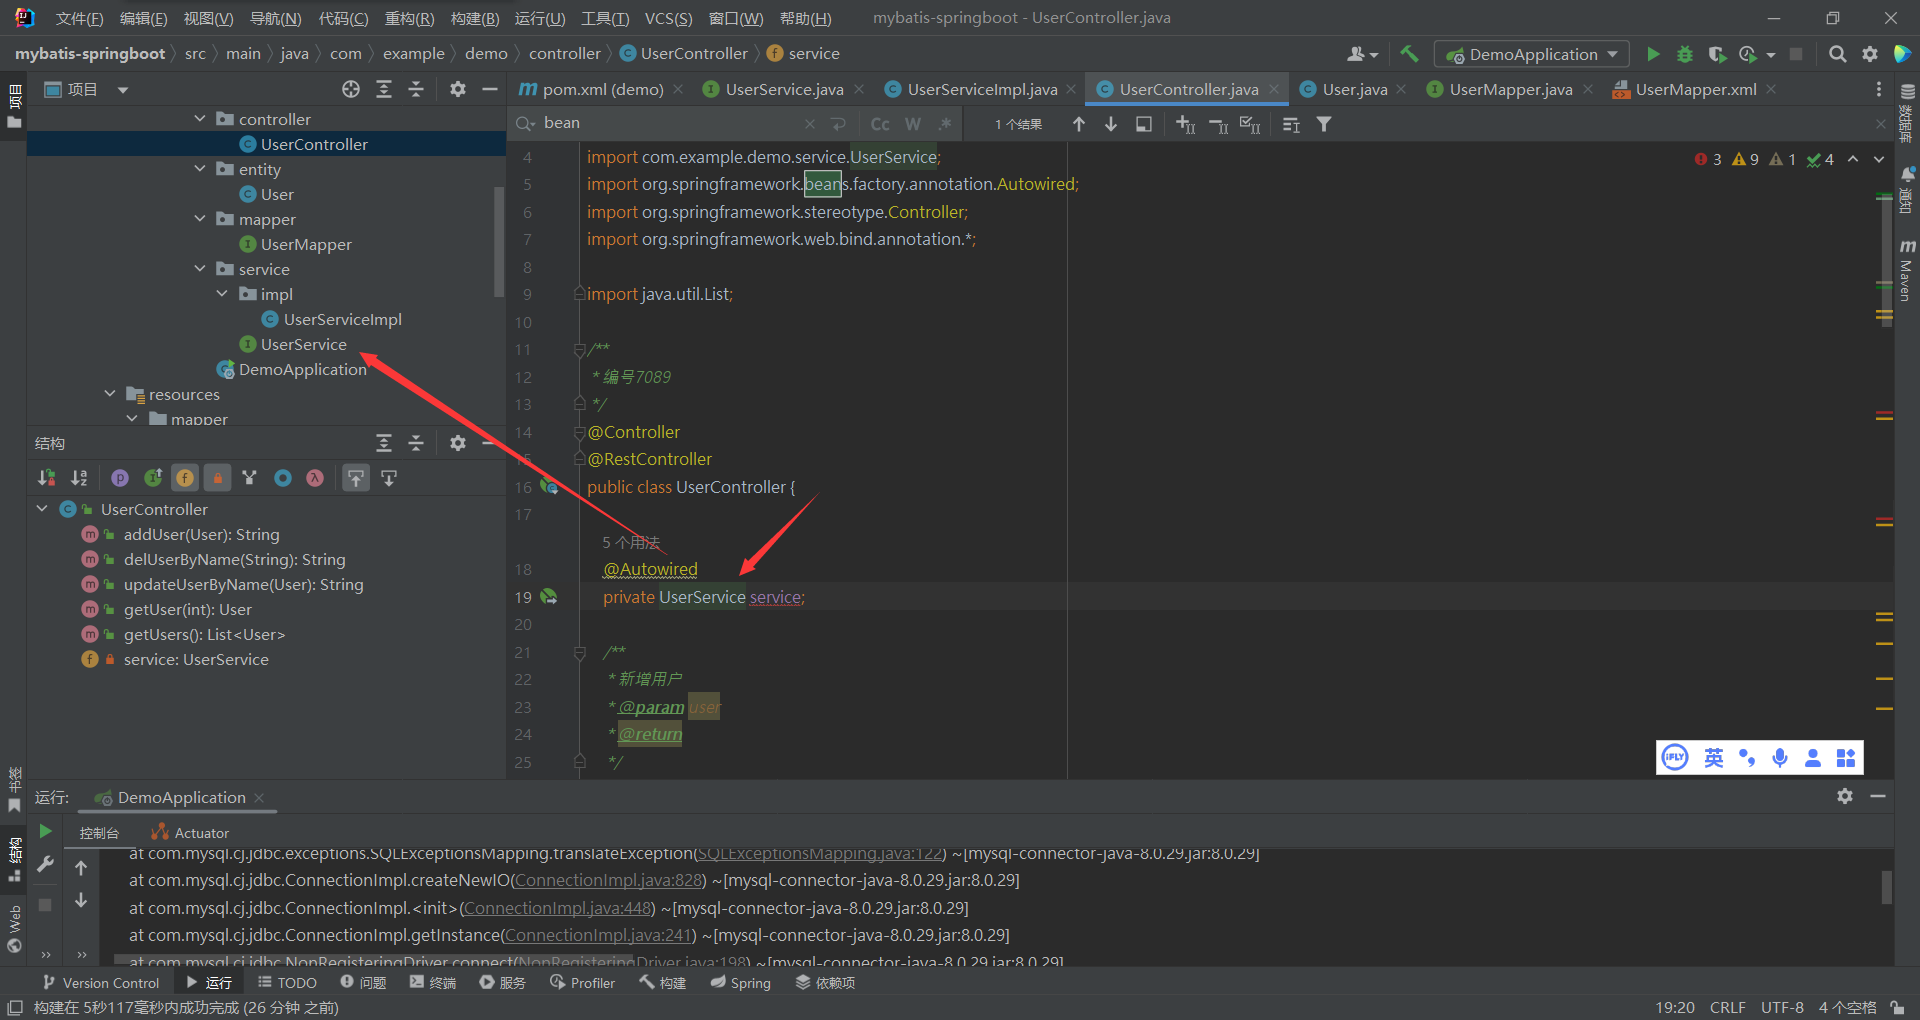 文件(F) 编辑(E) 视图(V) 导航(N) 代码(C) 重构(R) 构建(B) 运行(U) 工具(T) VCS(S) 窗口(W) 帮助(H) mybatis-springboot - UserController.java
mybatis-springboot src main java com example demo controller UserController service DemoApplication
项目
pom.xml (demo) UserService.java UserServiceImpl.java UserController.java User.java UserMapper.java UserMapper.xml
bean Cc W .* 1 个结果
controller
UserController
entity
User
mapper
UserMapper
service
impl
UserServiceImpl
UserService
DemoApplication
resources
mapper
结构
UserController
addUser(User): String
delUserByName(String): String
updateUserByName(User): String
getUser(int): User
getUsers(): List<User>
service: UserService
3 9 1 4
4 import com.example.demo.service.UserService;
5 import org.springframework.beans.factory.annotation.Autowired;
6 import org.springframework.stereotype.Controller;
7 import org.springframework.web.bind.annotation.*;
8
9 import java.util.List;
10
11 /**
12 * 编号7089
13 */
14 @Controller
15 @RestController
16 public class UserController {
17
5 个用法
18 @Autowired
19 private UserService service;
20
21 /**
22 * 新增用户
23 * @param user
24 * @return
25 */
项目
书签
结构
Web
数据库
通知
Maven
iFLY 英
运行: DemoApplication
控制台 Actuator
at com.mysql.cj.jdbc.exceptions.SQLExceptionsMapping.translateException(SQLExceptionsMapping.java:122) ~[mysql-connector-java-8.0.29.jar:8.0.29]
at com.mysql.cj.jdbc.ConnectionImpl.createNewIO(ConnectionImpl.java:828) ~[mysql-connector-java-8.0.29.jar:8.0.29]
at com.mysql.cj.jdbc.ConnectionImpl.<init>(ConnectionImpl.java:448) ~[mysql-connector-java-8.0.29.jar:8.0.29]
at com.mysql.cj.jdbc.ConnectionImpl.getInstance(ConnectionImpl.java:241) ~[mysql-connector-java-8.0.29.jar:8.0.29]
at com.mysql.cj.jdbc.NonRegisteringDriver.connect(NonRegisteringDriver.java:198) ~[mysql-connector-java-8.0.29.jar:8.0.29]
Version Control 运行 TODO 问题 终端 服务 Profiler 构建 Spring 依赖项
构建在 5秒117毫秒内成功完成 (26 分钟 之前) 19:20 CRLF UTF-8 4 个空格